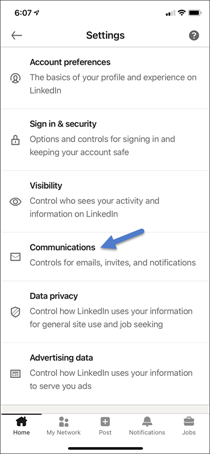 6:07
Settings
Account preferences
The basics of your profile and experience on
LinkedIn
Sign in & security
Options and controls for signing in and
keeping your account safe
Visibility
Control who sees your activity and
information on LinkedIn
Communications
Controls for emails, invites, and notifications
Data privacy
Control how LinkedIn uses your information
for general site use and job seeking
Advertising data
Control how LinkedIn uses your information
to serve you ads
Home My Network Post Notifications Jobs